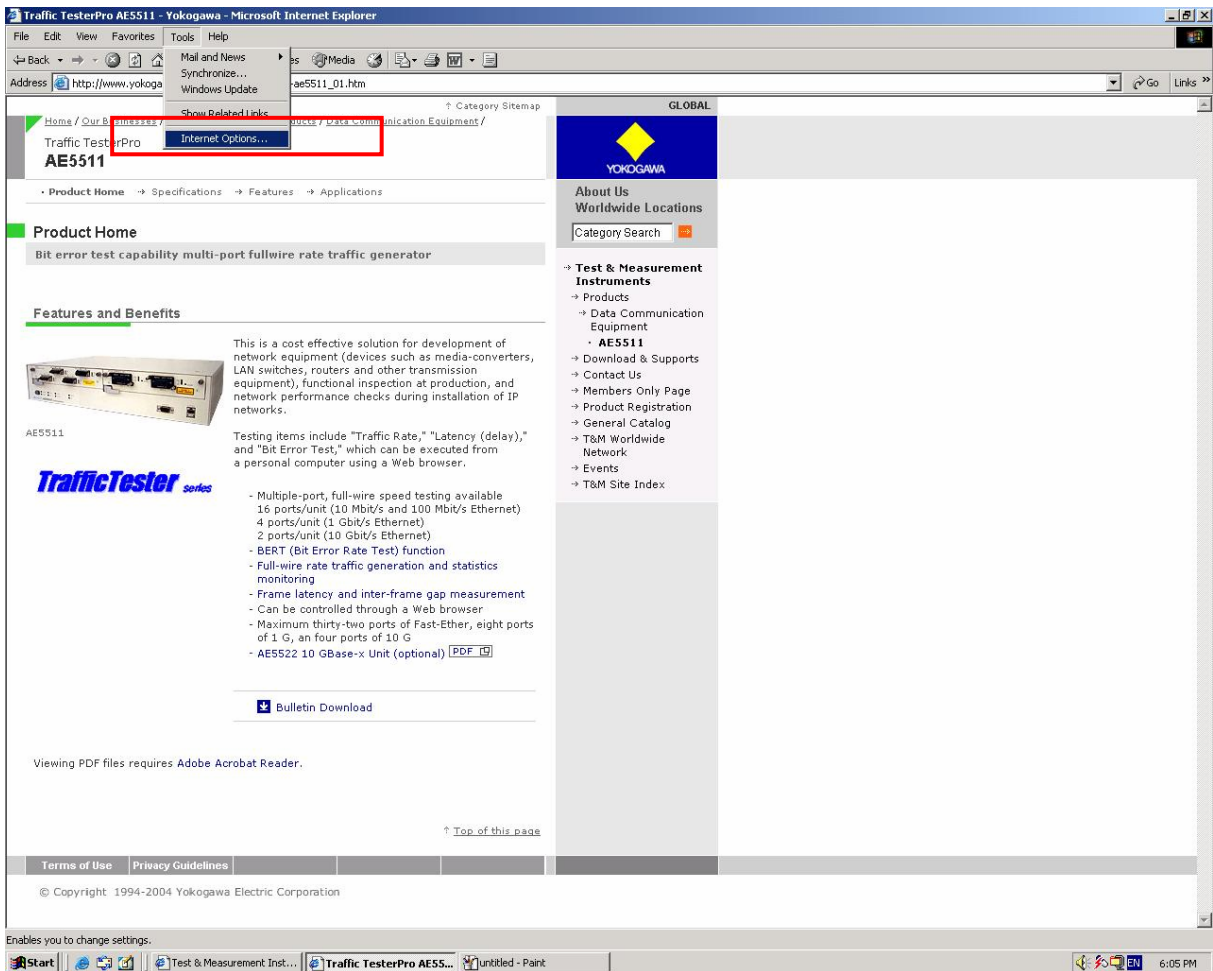 Traffic TesterPro AE5511 - Yokogawa - Microsoft Internet Explorer
File Edit View Favorites Tools Help
Back Media
Mail and News
Synchronize...
Windows Update
Show Related Links
Internet Options...
Address http://www.yokoga -ae5511_01.htm Go Links »
↑ Category Sitemap
GLOBAL
Home / Our Businesses / / Data Communication Equipment /
Traffic TesterPro
AE5511
YOKOGAWA
· Product Home → Specifications → Features → Applications
About Us
Worldwide Locations
Category Search
Product Home
Bit error test capability multi-port fullwire rate traffic generator
→ Test & Measurement
Instruments
→ Products
→ Data Communication
Equipment
· AE5511
→ Download & Supports
→ Contact Us
→ Members Only Page
→ Product Registration
→ General Catalog
→ T&M Worldwide
Network
→ Events
→ T&M Site Index
Features and Benefits
This is a cost effective solution for development of
network equipment (devices such as media-converters,
LAN switches, routers and other transmission
equipment), functional inspection at production, and
network performance checks during installation of IP
networks.
AE5511
TrafficTester series
Testing items include "Traffic Rate," "Latency (delay),"
and "Bit Error Test," which can be executed from
a personal computer using a Web browser.
- Multiple-port, full-wire speed testing available
16 ports/unit (10 Mbit/s and 100 Mbit/s Ethernet)
4 ports/unit (1 Gbit/s Ethernet)
2 ports/unit (10 Gbit/s Ethernet)
- BERT (Bit Error Rate Test) function
- Full-wire rate traffic generation and statistics
monitoring
- Frame latency and inter-frame gap measurement
- Can be controlled through a Web browser
- Maximum thirty-two ports of Fast-Ether, eight ports
of 1 G, an four ports of 10 G
- AE5522 10 GBase-x Unit (optional) PDF
Bulletin Download
Viewing PDF files requires Adobe Acrobat Reader.
↑ Top of this page
Terms of Use Privacy Guidelines
© Copyright 1994-2004 Yokogawa Electric Corporation
Enables you to change settings.
Start Test & Measurement Inst... Traffic TesterPro AE55... untitled - Paint EN 6:05 PM